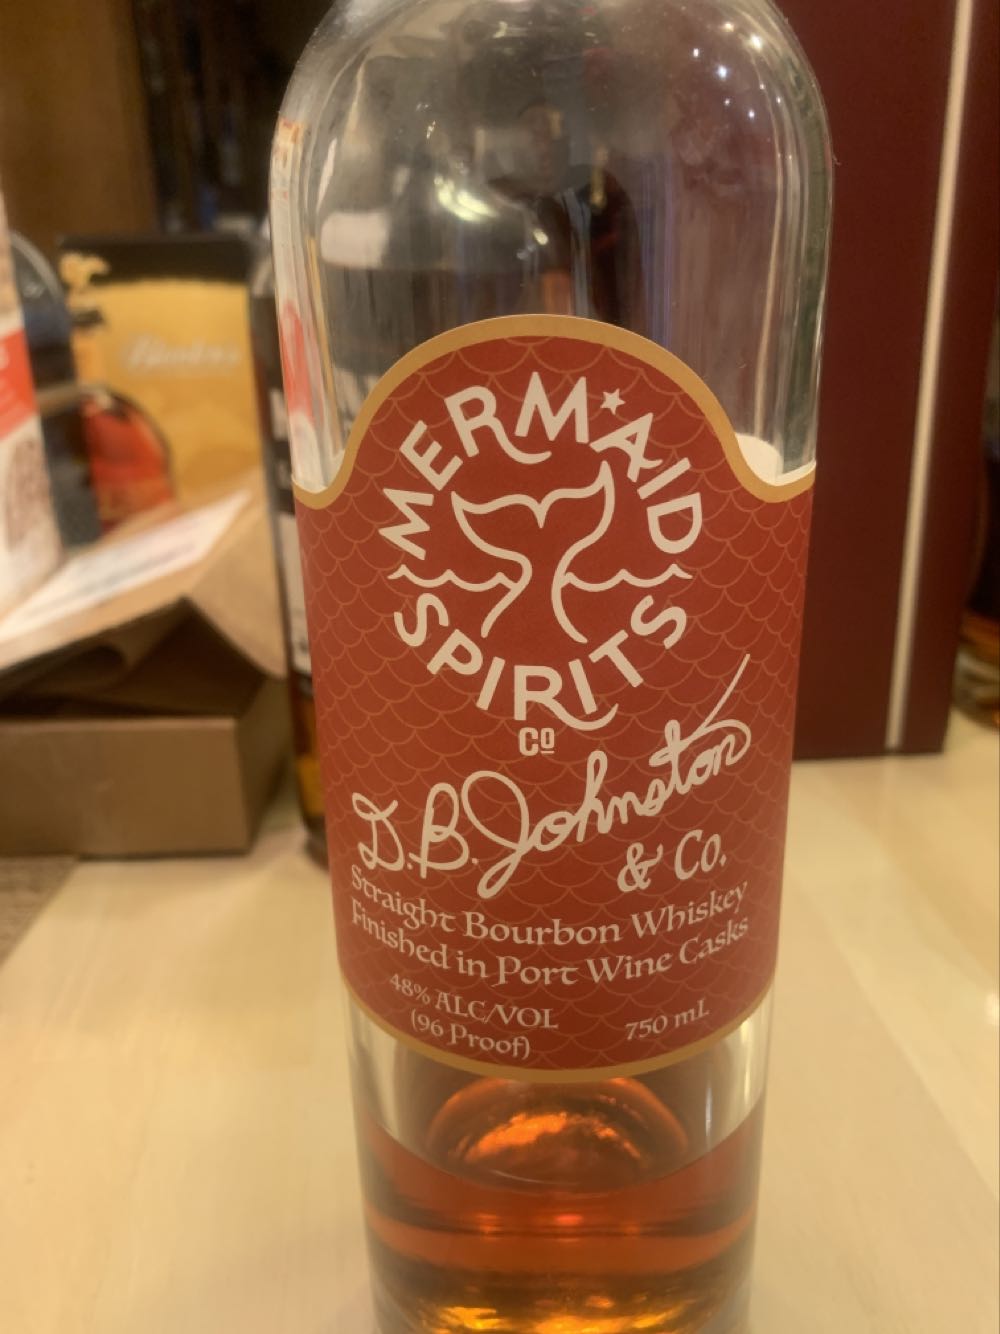 MERMAID
SPIRITS
CO
D.B. Johnston
& Co.
Straight Bourbon Whiskey
Finished in Port Wine Casks
48% ALC/VOL
(96 Proof)
750 mL